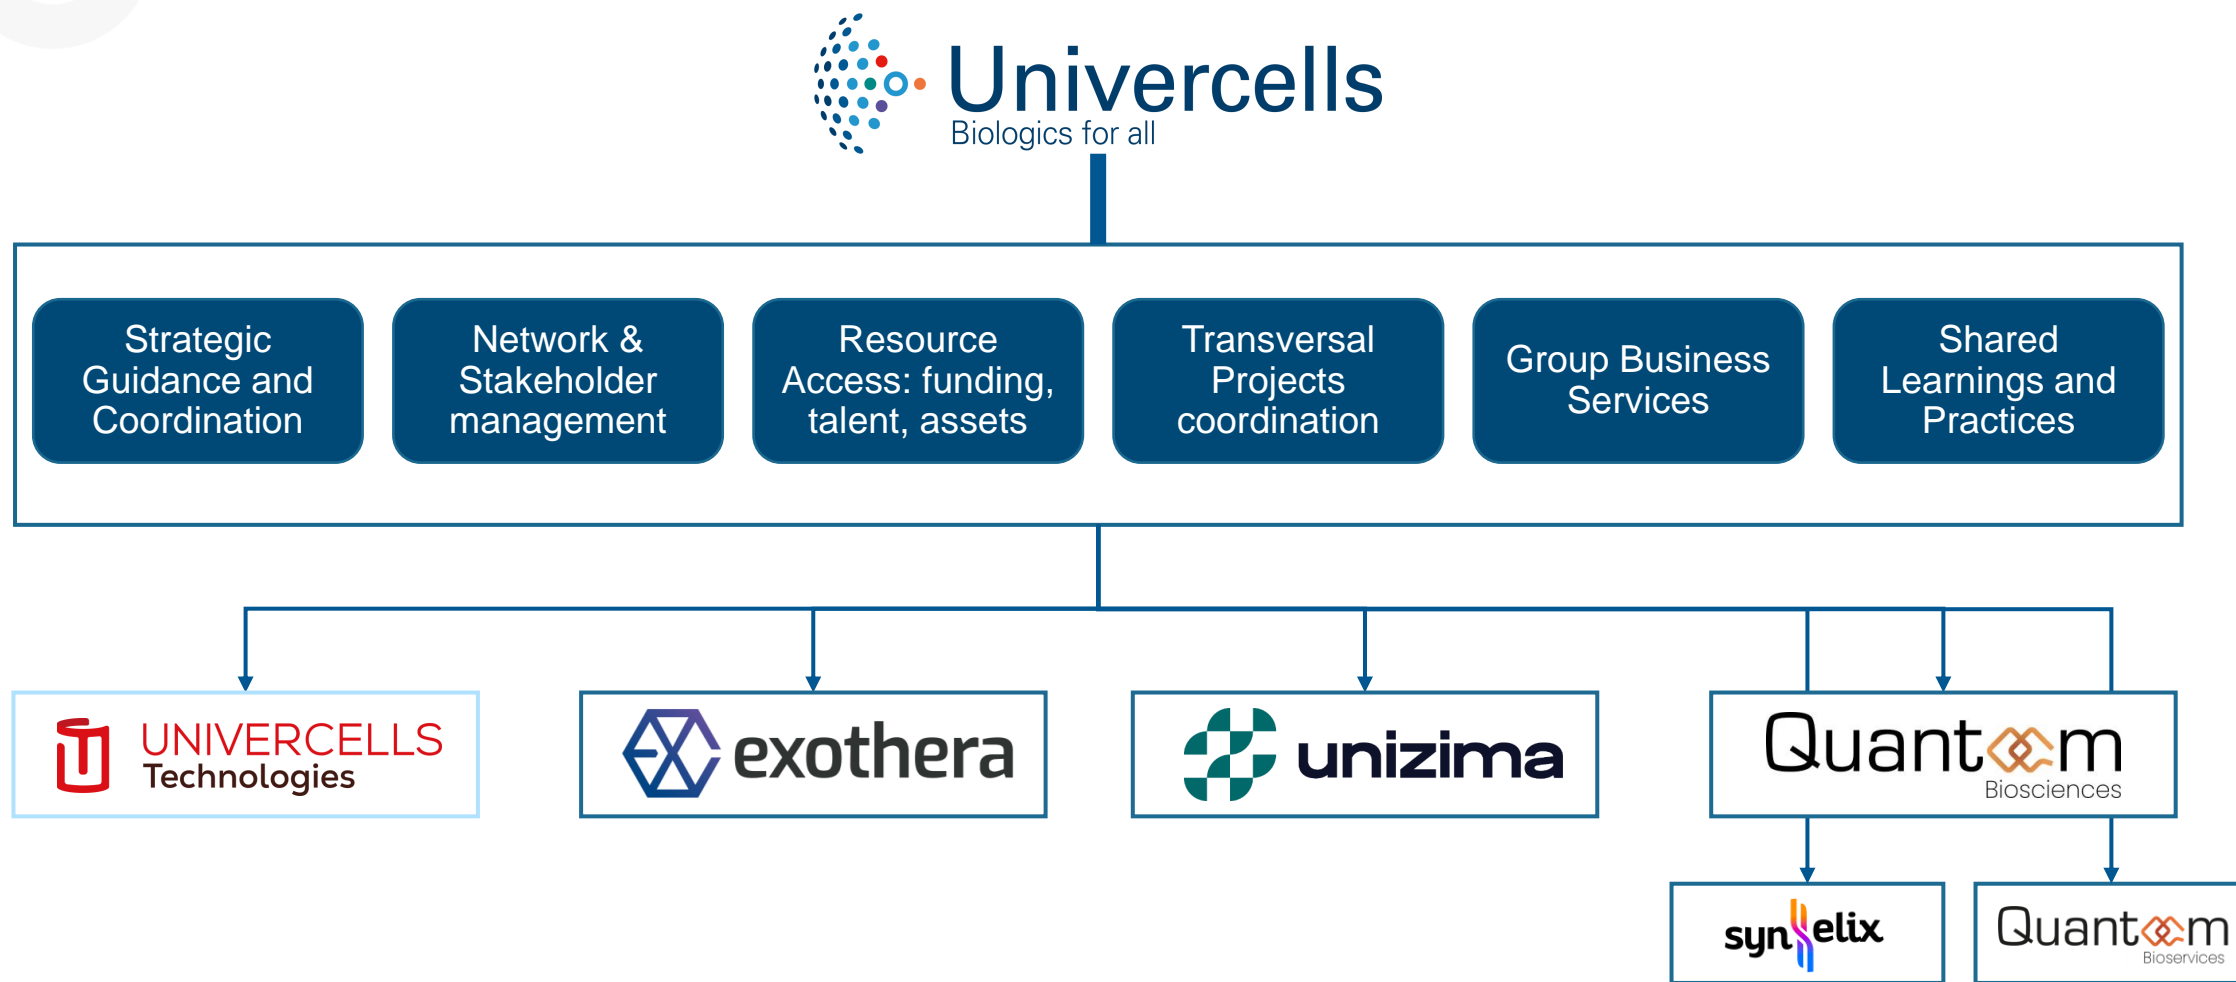 Univercells
Biologics for all
Strategic
Guidance and
Coordination
Network &
Stakeholder
management
Resource
Access: funding,
talent, assets
Transversal
Projects
coordination
Group Business
Services
Shared
Learnings and
Practices
UNIVERCELLS
Technologies
exothera
unizima
Quantoom
Biosciences
synhelix
Quantoom
Bioservices